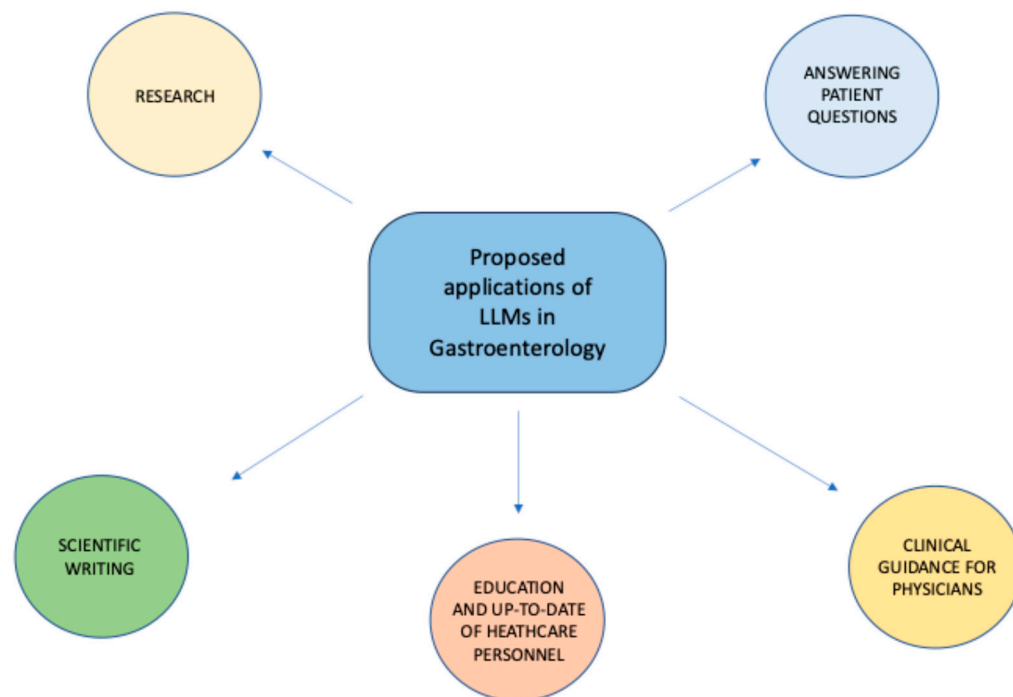 RESEARCH
ANSWERING
PATIENT
QUESTIONS
Proposed
applications of
LLMs in
Gastroenterology
SCIENTIFIC
WRITING
EDUCATION
AND UP-TO-DATE
OF HEATHCARE
PERSONNEL
CLINICAL
GUIDANCE FOR
PHYSICIANS